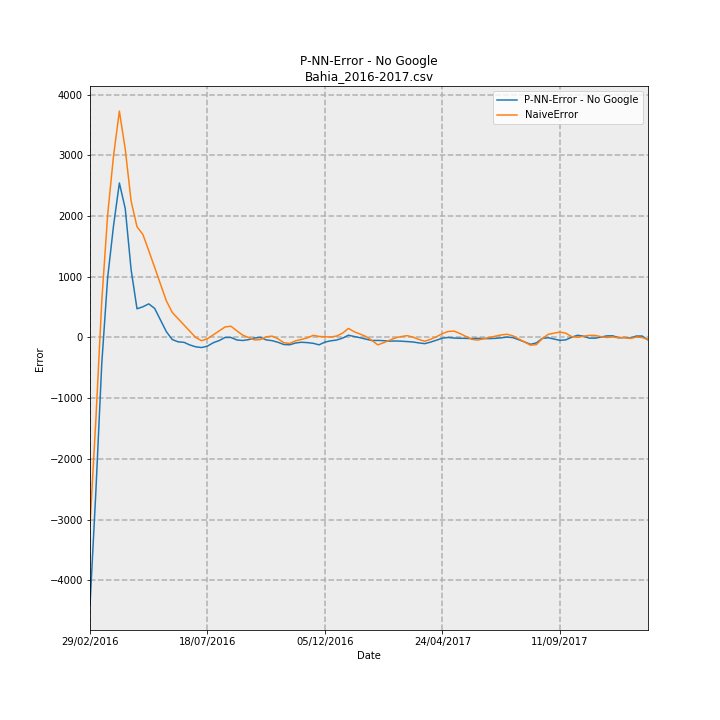 P-NN-Error - No Google
Bahia_2016-2017.csv
P-NN-Error - No Google
NaiveError
4000
3000
2000
1000
0
−1000
−2000
−3000
−4000
Error
29/02/2016
18/07/2016
05/12/2016
24/04/2017
11/09/2017
Date